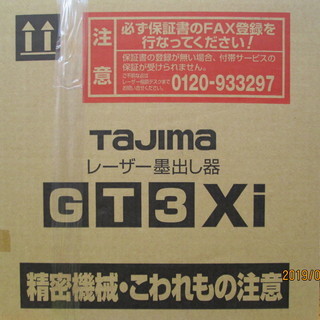 注意
必ず保証書のFAX登録を
行なってください!
保証書の登録が無い場合、付帯サービスの
保証が受けられません。
0120-933297
TaJima
レーザー墨出し器
GT3Xi
精密機械・こわれもの注意